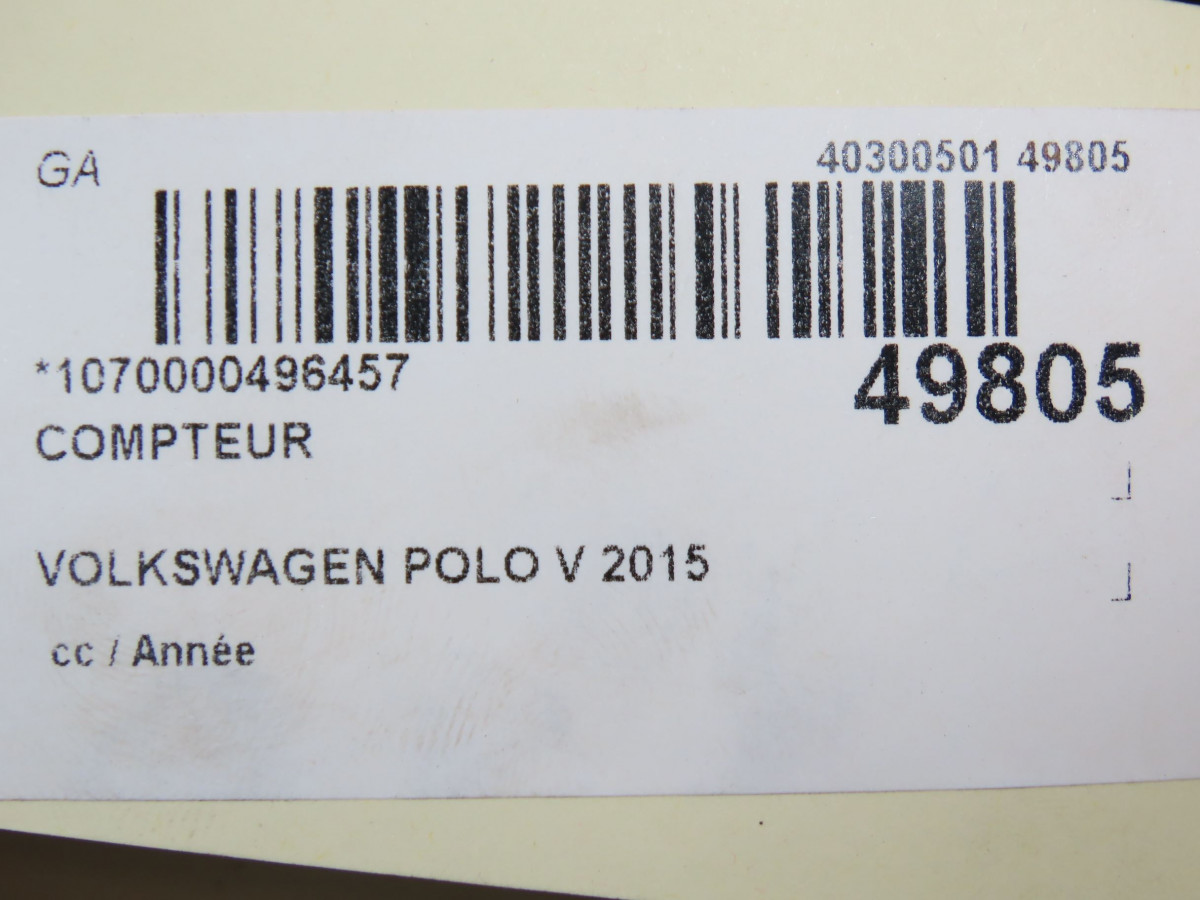 GA
40300501 49805
*1070000496457
49805
COMPTEUR
VOLKSWAGEN POLO V 2015
cc / Année